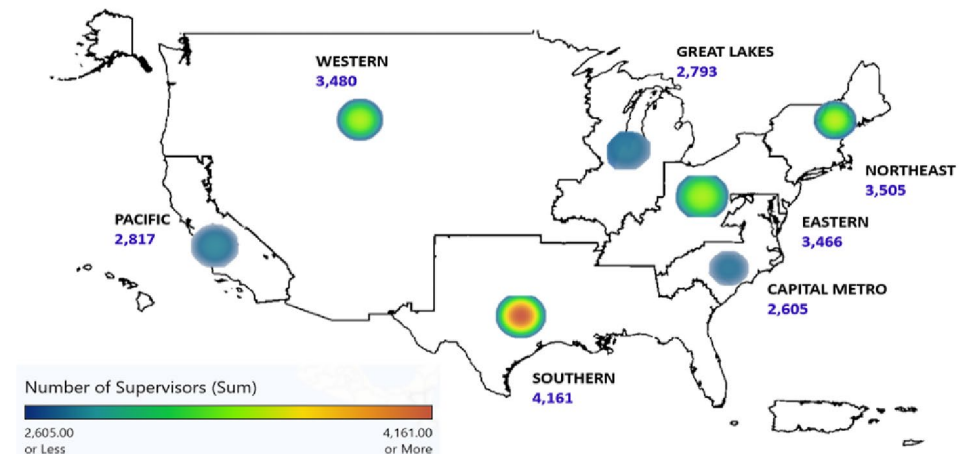 WESTERN
3,480
GREAT LAKES
2,793
NORTHEAST
3,505
PACIFIC
2,817
EASTERN
3,466
CAPITAL METRO
2,605
SOUTHERN
4,161
Number of Supervisors (Sum)
2,605.00
or Less
4,161.00
or More